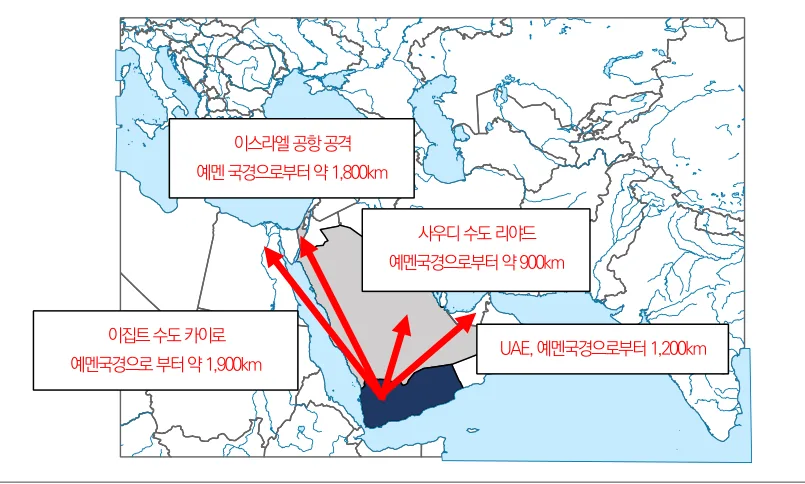 이스라엘 공항 공격
예멘 국경으로부터 약 1,800km
사우디 수도 리야드
예멘국경으로부터 약 900km
이집트 수도 카이로
예멘국경으로 부터 약 1,900km
UAE, 예멘국경으로부터 1,200km